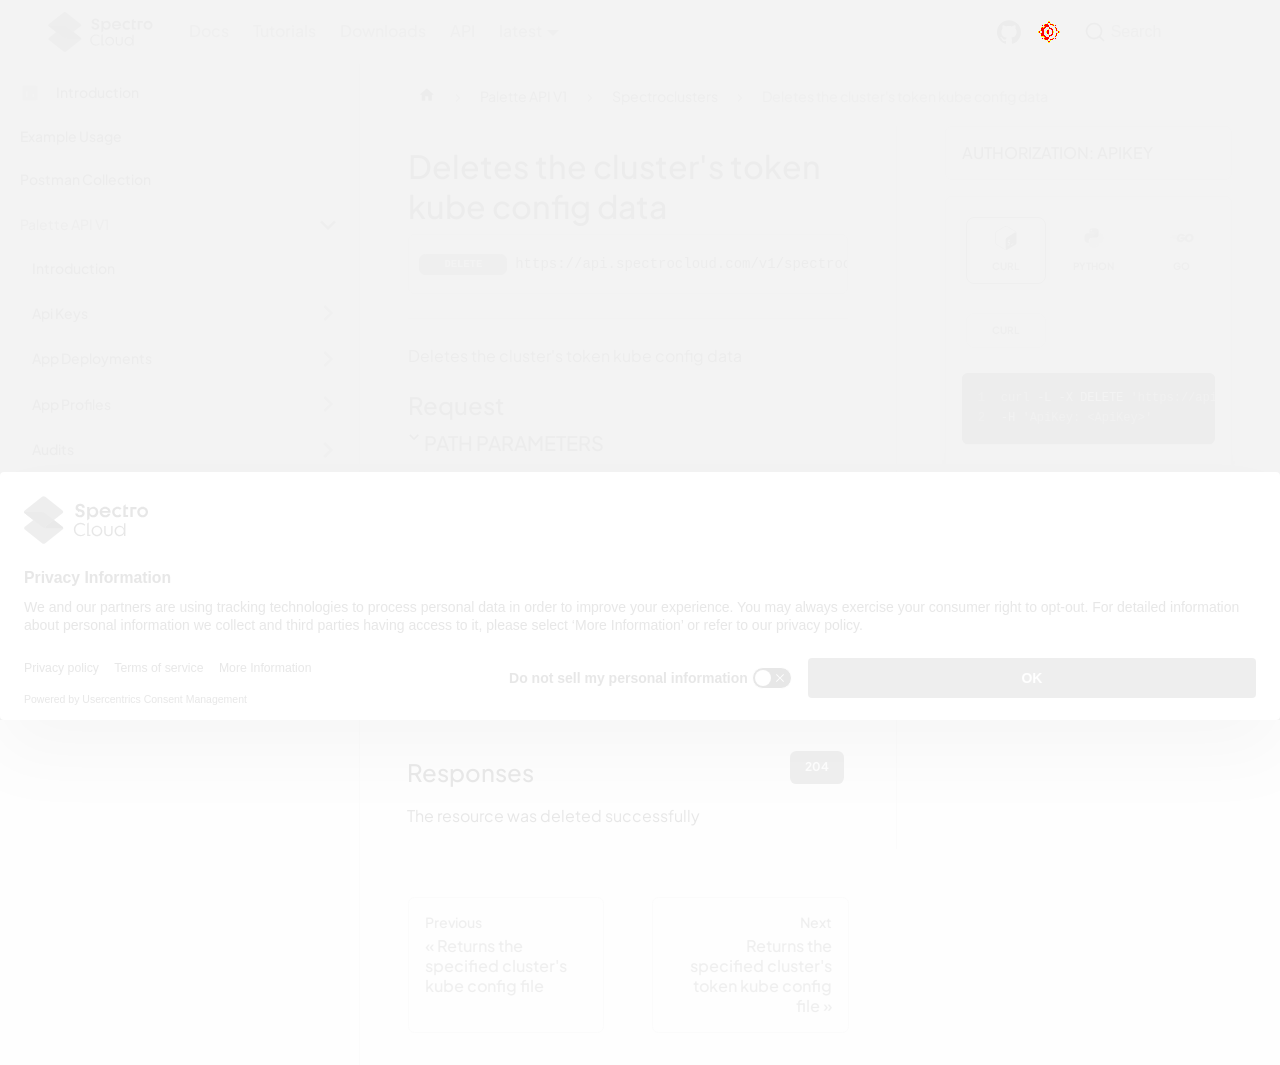 Spectro
Cloud
Docs Tutorials Downloads API latest
Search
Introduction
Palette API V1 Spectroclusters Deletes the cluster's token kube config data
Example Usage
Postman Collection
Palette API V1
Introduction
Api Keys
App Deployments
App Profiles
Audits
Deletes the cluster's token
kube config data
https://api.spectrocloud.com/v1/spectroc
Deletes the cluster's token kube config data
Request
PATH PARAMETERS
AUTHORIZATION: APIKEY
CURL PYTHON GO
CURL
DELETE
Spectro
Cloud
Privacy Information
We and our partners are using tracking technologies to process personal data in order to improve your experience. You may always exercise your consumer right to opt-out. For detailed information
about personal information we collect and third parties having access to it, please select 'More Information' or refer to our privacy policy.
Privacy policy Terms of service More Information
Do not sell my personal information
OK
Powered by Usercentrics Consent Management
Responses
204
The resource was deleted successfully
Previous
« Returns the
specified cluster's
kube config file
Next
Returns the
specified cluster's
token kube config
file »